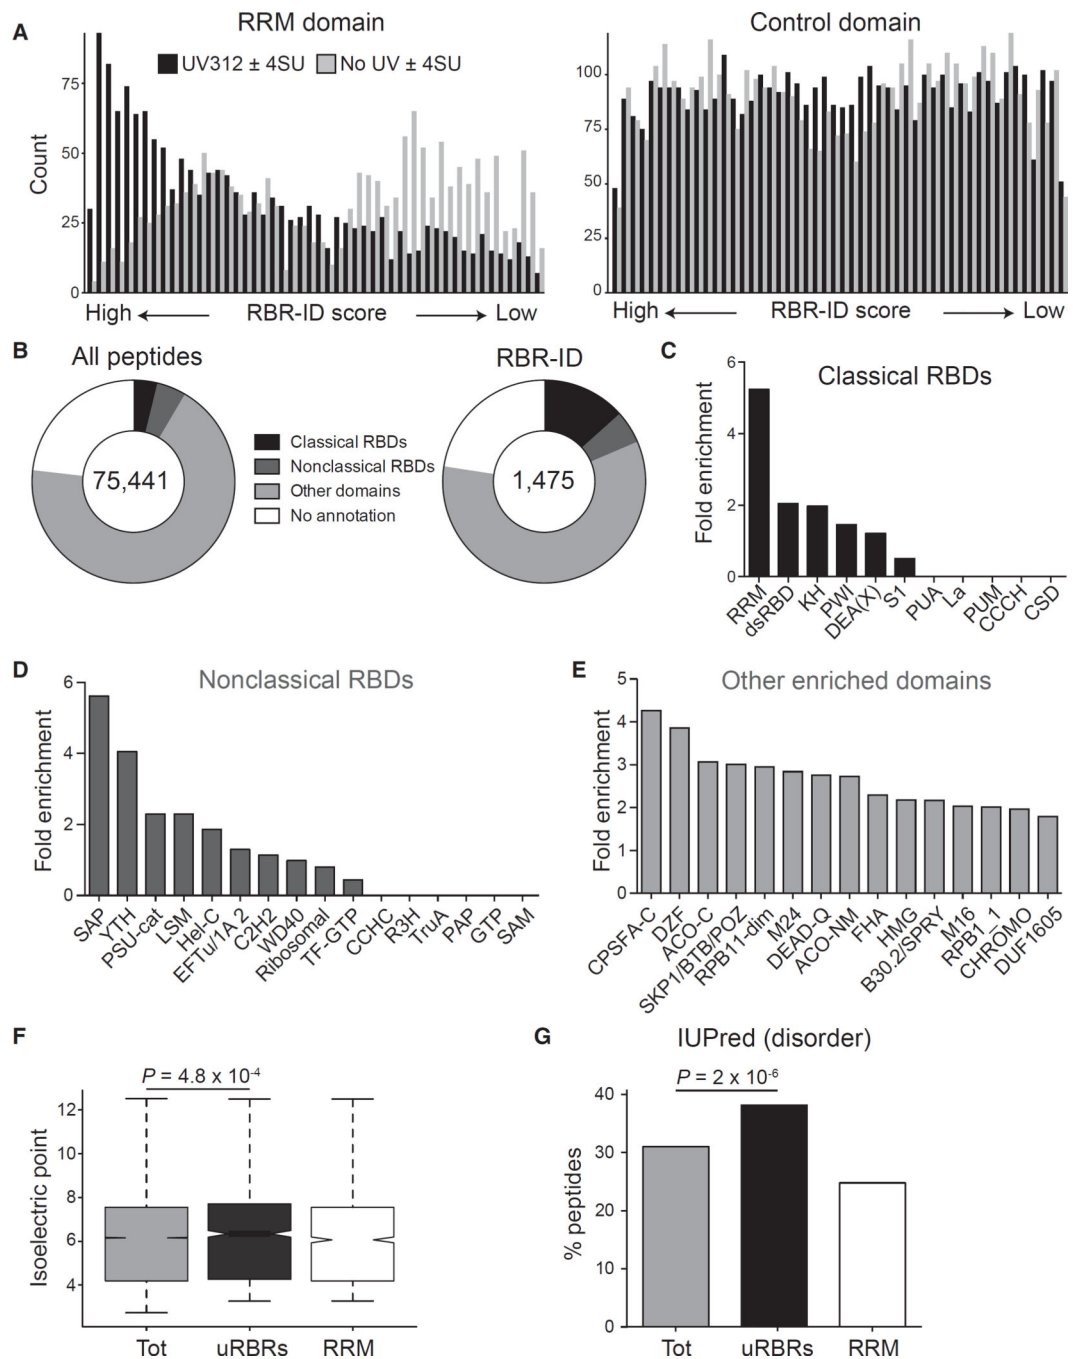 A
RRM domain
UV312 ± 4SU
No UV ± 4SU
Count
75
50
25
0
High
RBR-ID score
Low
Control domain
100
75
50
25
0
High
RBR-ID score
Low
B
All peptides
75,441
Classical RBDs
Nonclassical RBDs
Other domains
No annotation
RBR-ID
1,475
C
Classical RBDs
Fold enrichment
6
4
2
0
RRM
dsRBD
KH
PWI
DEA(X)
S1
PUA
La
PUM
CCCH
CSD
D
Nonclassical RBDs
Fold enrichment
6
4
2
0
SAP
YTH
PSU-cat
LSM
Hel-C
EFTu/1A 2
C2H2
WD40
Ribosomal
TF-GTP
CCHC
R3H
TruA
PAP
GTP
SAM
E
Other enriched domains
Fold enrichment
5
4
3
2
1
0
CPSFA-C
DZF
ACO-C
SKP1/BTB/POZ
RPB11-dim
M24
DEAD-Q
ACO-NM
FHA
HMG
B30.2/SPRY
M16
RPB1_1
CHROMO
DUF1605
F
P = 4.8 x 10-4
Isoelectric point
12
8
6
4
Tot
uRBRs
RRM
G
IUPred (disorder)
P = 2 x 10-6
% peptides
40
30
20
10
0
Tot
uRBRs
RRM